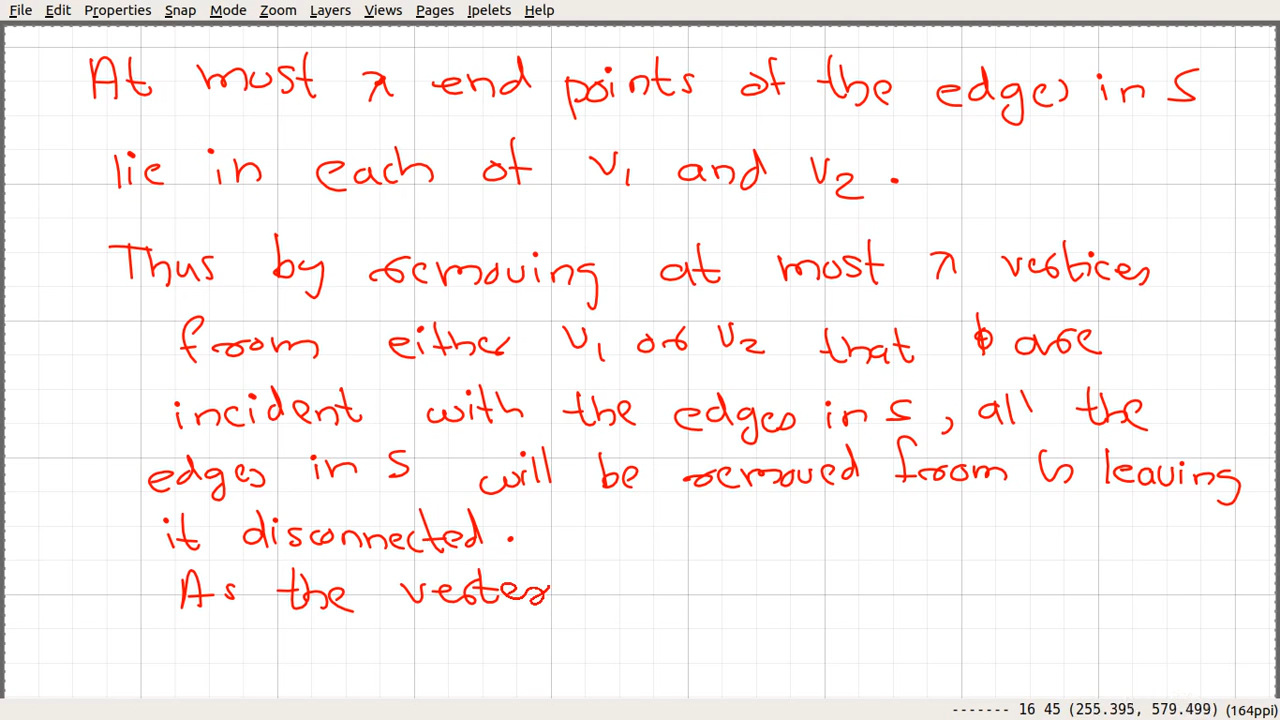 File Edit Properties Snap Mode Zoom Layers Views Pages Ipelets Help
At most λ end points of the edges in S
lie in each of V1 and V2.
Thus by removing at most λ vertices
from either V1 or V2 that are
incident with the edges in S, all the
edges in S will be removed from G leaving
it disconnected.
As the vertex
------- 16 45 (255.395, 579.499) (164ppi)